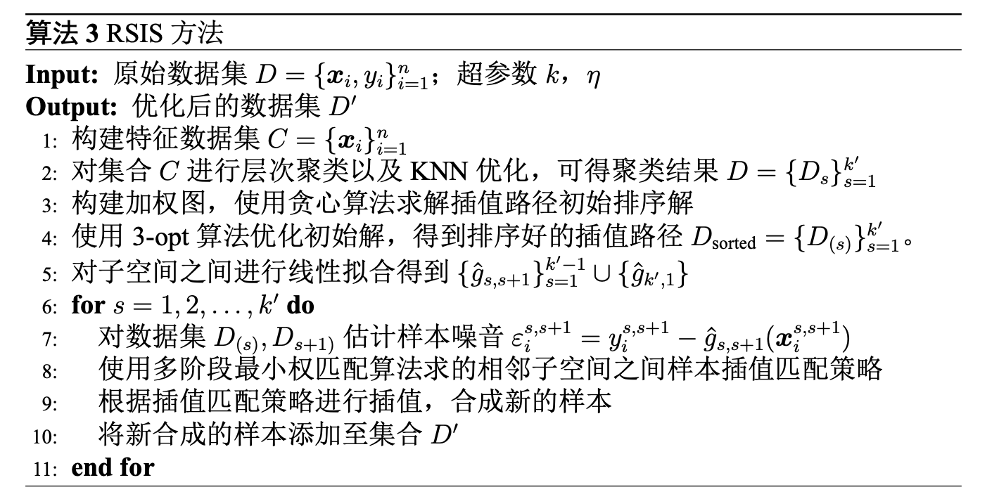 算法 3 RSIS 方法
Input: 原始数据集 $D = \{\boldsymbol{x}_i, y_i\}_{i=1}^{n}$；超参数 $k$，$\eta$
Output: 优化后的数据集 $D'$
1: 构建特征数据集 $C = \{\boldsymbol{x}_i\}_{i=1}^{n}$
2: 对集合 $C$ 进行层次聚类以及 KNN 优化，可得聚类结果 $D = \{D_s\}_{s=1}^{k'}$
3: 构建加权图，使用贪心算法求解插值路径初始排序解
4: 使用 3-opt 算法优化初始解，得到排序好的插值路径 $D_{\text{sorted}} = \{D_{(s)}\}_{s=1}^{k'}$。
5: 对子空间之间进行线性拟合得到 $\{\hat{g}_{s,s+1}\}_{s=1}^{k'-1} \cup \{\hat{g}_{k',1}\}$
6: for $s = 1, 2, \ldots, k'$ do
7: 对数据集 $D_{(s)}, D_{s+1)}$ 估计样本噪音 $\varepsilon_i^{s,s+1} = y_i^{s,s+1} - \hat{g}_{s,s+1}(\boldsymbol{x}_i^{s,s+1})$
8: 使用多阶段最小权匹配算法求的相邻子空间之间样本插值匹配策略
9: 根据插值匹配策略进行插值，合成新的样本
10: 将新合成的样本添加至集合 $D'$
11: end for